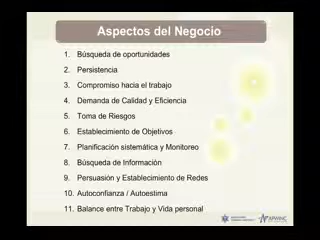 Aspectos del Negocio
1. Búsqueda de oportunidades
2. Persistencia
3. Compromiso hacia el trabajo
4. Demanda de Calidad y Eficiencia
5. Toma de Riesgos
6. Establecimiento de Objetivos
7. Planificación sistemática y Monitoreo
8. Búsqueda de Información
9. Persuasión y Establecimiento de Redes
10. Autoconfianza / Autoestima
11. Balance entre Trabajo y Vida personal
APWINC